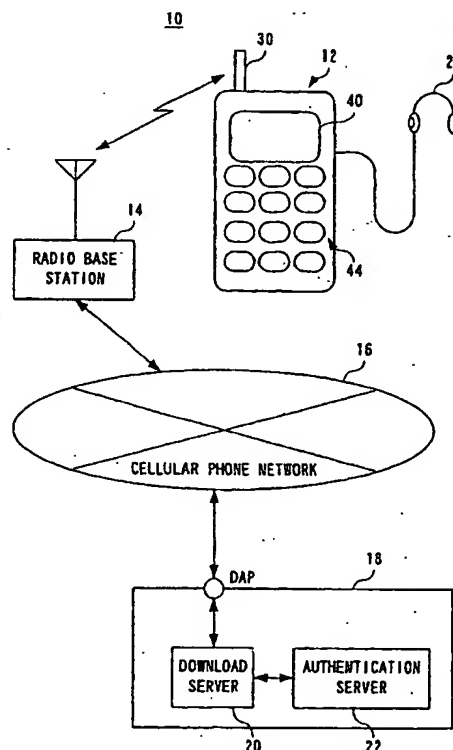 10
30
12
40
14
RADIO BASE
STATION
44
16
CELLULAR PHONE NETWORK
DAP
18
DOWNLOAD
SERVER
AUTHENTICATION
SERVER
20
22